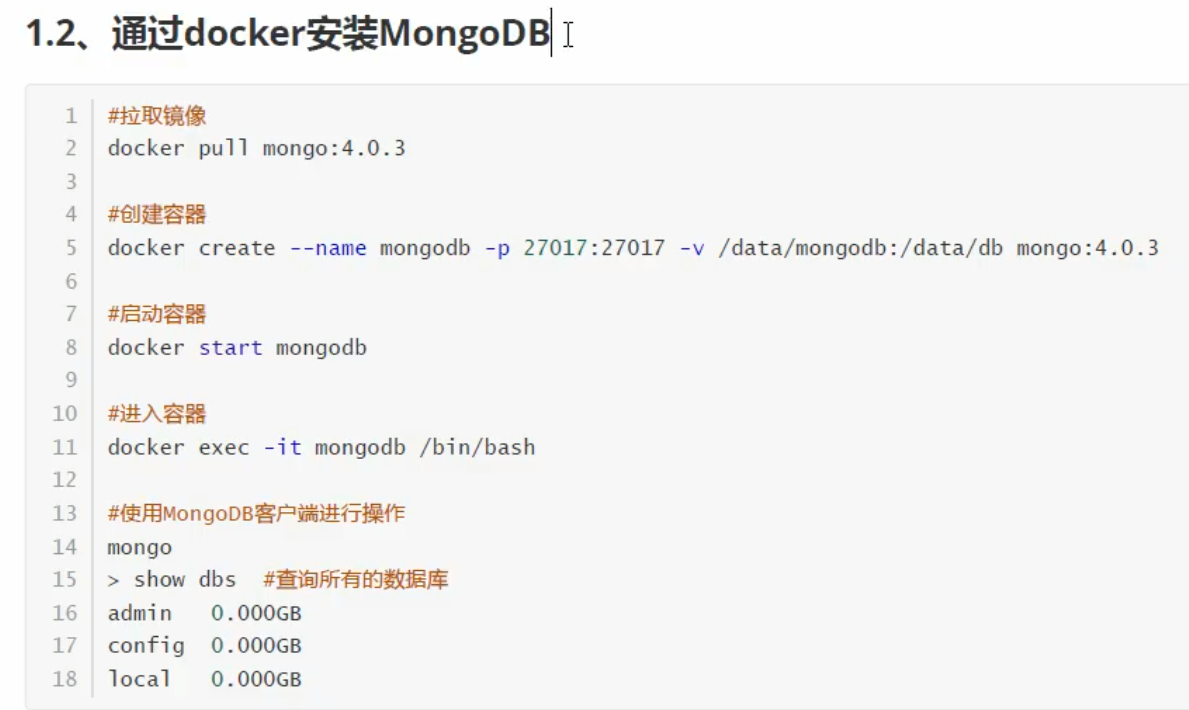 1.2、通过docker安装MongoDB
1 #拉取镜像
2 docker pull mongo:4.0.3
3
4 #创建容器
5 docker create --name mongodb -p 27017:27017 -v /data/mongodb:/data/db mongo:4.0.3
6
7 #启动容器
8 docker start mongodb
9
10 #进入容器
11 docker exec -it mongodb /bin/bash
12
13 #使用MongoDB客户端进行操作
14 mongo
15 > show dbs  #查询所有的数据库
16 admin   0.000GB
17 config  0.000GB
18 local   0.000GB